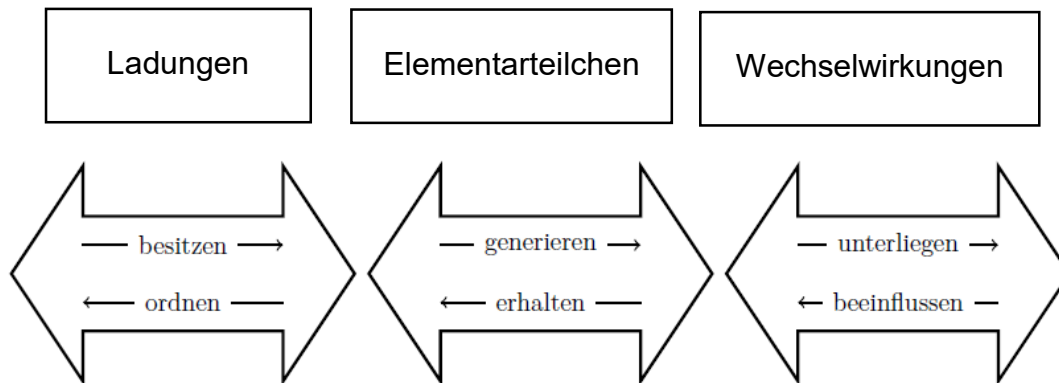 Ladungen
Elementarteilchen
Wechselwirkungen
besitzen
ordnen
generieren
erhalten
unterliegen
beeinflussen